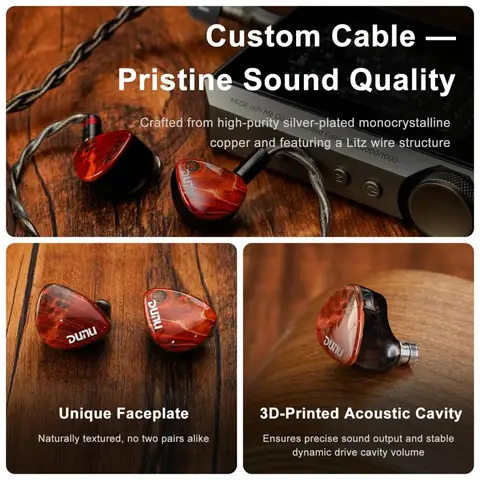 Custom Cable —
Pristine Sound Quality
Crafted from high-purity silver-plated monocrystalline
copper and featuring a Litz wire structure
MUSE HiFi
DUNU
DUNU
Unique Faceplate
Naturally textured, no two pairs alike
DUNU
3D-Printed Acoustic Cavity
Ensures precise sound output and stable
dynamic drive cavity volume